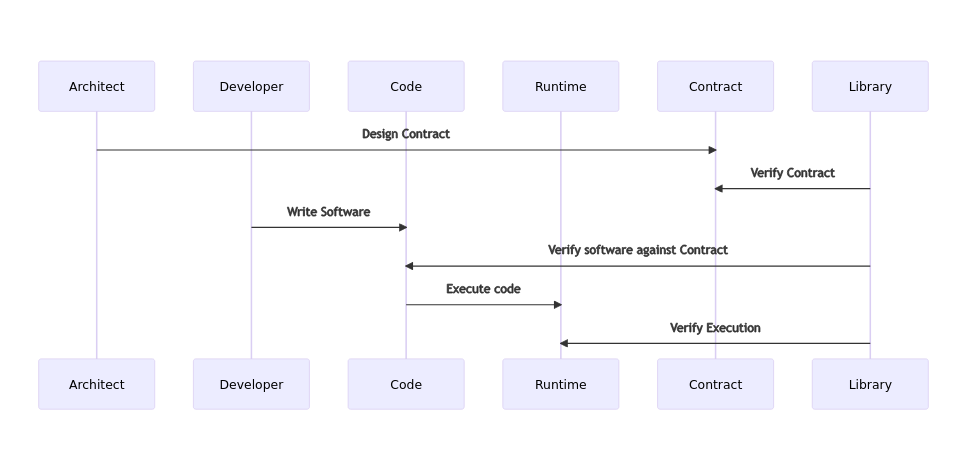 Architect
Developer
Code
Runtime
Contract
Library
Design Contract
Verify Contract
Write Software
Verify software against Contract
Execute code
Verify Execution
Architect
Developer
Code
Runtime
Contract
Library